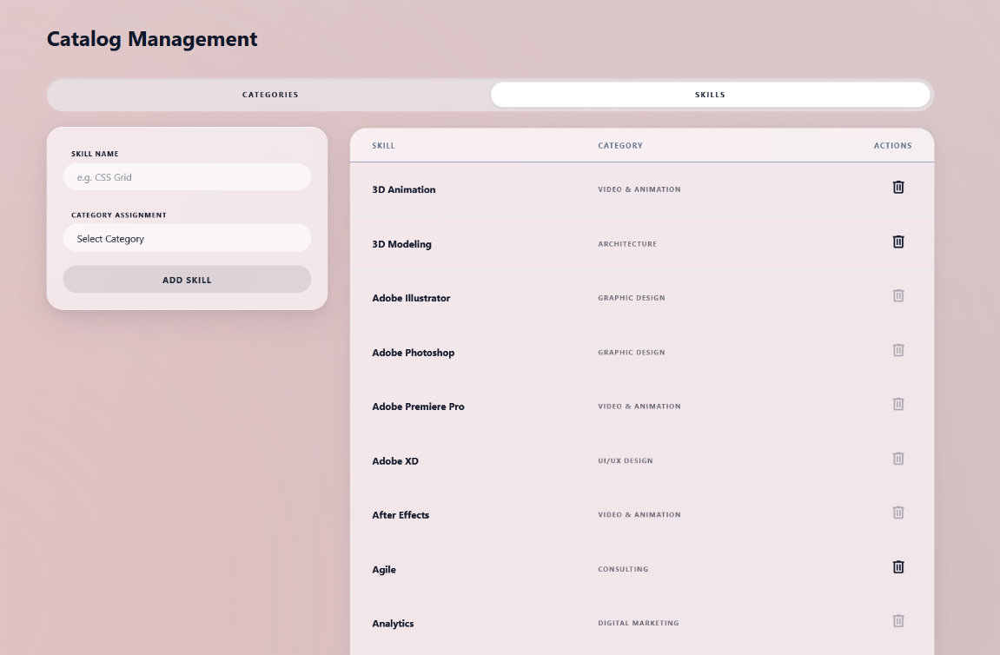 Catalog Management
CATEGORIES SKILLS
SKILL NAME
e.g. CSS Grid
CATEGORY ASSIGNMENT
Select Category
ADD SKILL
SKILL CATEGORY ACTIONS
3D Animation VIDEO & ANIMATION
3D Modeling ARCHITECTURE
Adobe Illustrator GRAPHIC DESIGN
Adobe Photoshop GRAPHIC DESIGN
Adobe Premiere Pro VIDEO & ANIMATION
Adobe XD UI/UX DESIGN
After Effects VIDEO & ANIMATION
Agile CONSULTING
Analytics DIGITAL MARKETING